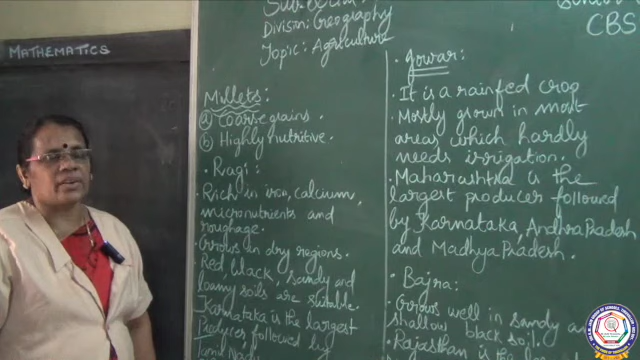 MATHEMATICS
Division: Geography
Topic: Agriculture
CBS
Millets:
a) Coarse grains.
b) Highly nutritive.
• Ragi:
Rich in iron, calcium,
micronutrients and
roughage.
• Grows in dry regions.
• Red, black, sandy and
loamy soils are suitable.
Karnataka is the largest
Producer followed by
Tamil Nadu
• Jowar:
• It is a rainfed crop
• Mostly grown in moist
areas which hardly
needs irrigation.
• Maharashtra is the
largest producer followed
by Karnataka, Andhra Pradesh
and Madhya Pradesh.
• Bajra:
• Grows well in sandy and
shallow black soil.
Rajasthan is the